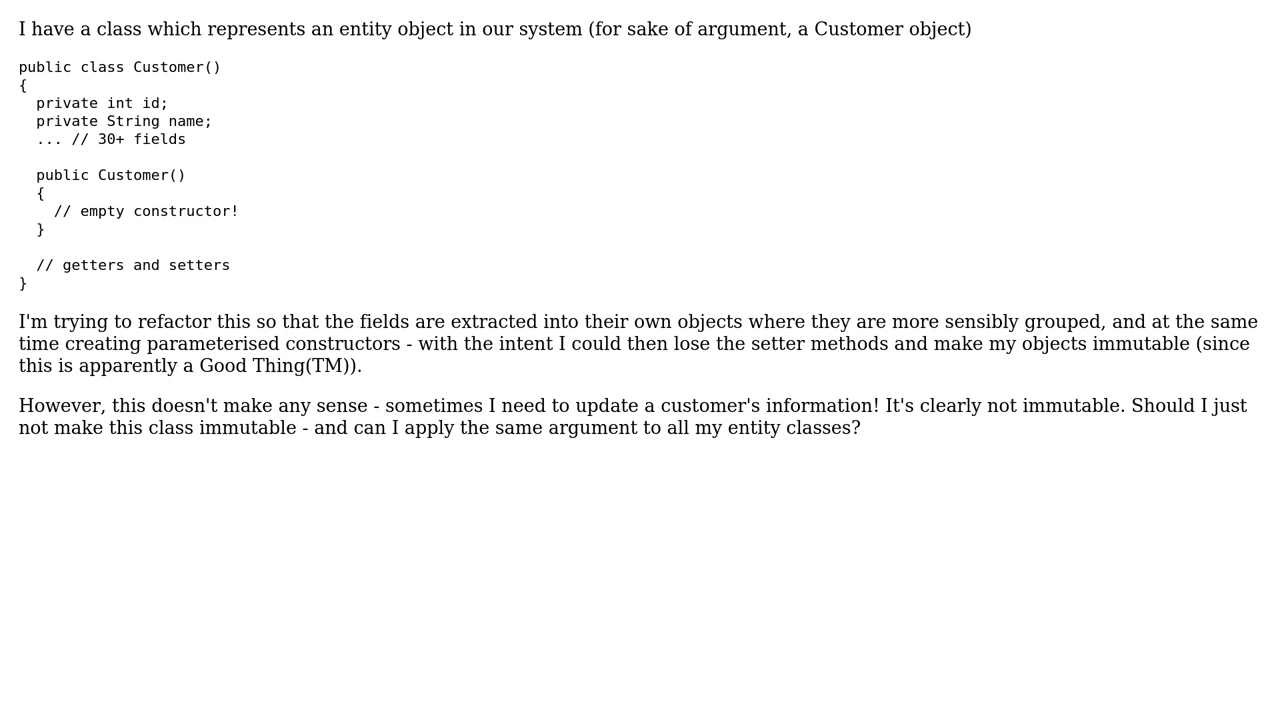 I have a class which represents an entity object in our system (for sake of argument, a Customer object)
public class Customer()
{
  private int id;
  private String name;
  ... // 30+ fields

  public Customer()
  {
    // empty constructor!
  }

  // getters and setters
}
I'm trying to refactor this so that the fields are extracted into their own objects where they are more sensibly grouped, and at the same
time creating parameterised constructors - with the intent I could then lose the setter methods and make my objects immutable (since
this is apparently a Good Thing(TM)).
However, this doesn't make any sense - sometimes I need to update a customer's information! It's clearly not immutable. Should I just
not make this class immutable - and can I apply the same argument to all my entity classes?